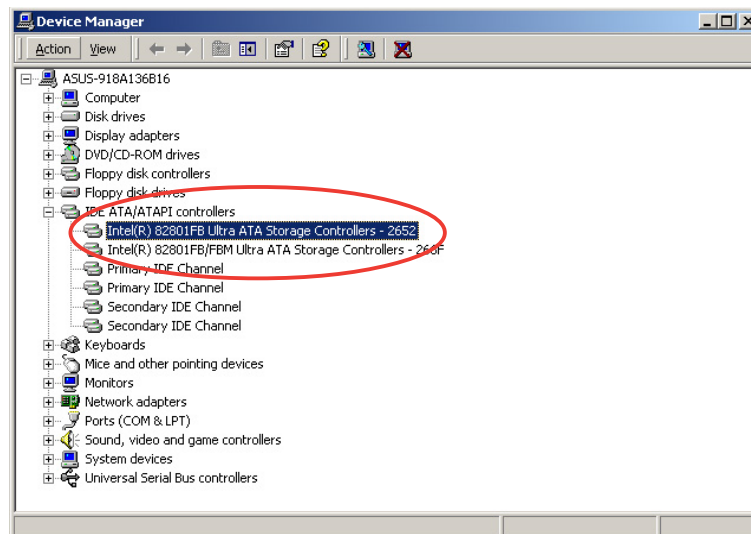 Device Manager
Action View
ASUS-918A136B16
Computer
Disk drives
Display adapters
DVD/CD-ROM drives
Floppy disk controllers
Floppy disk drives
IDE ATA/ATAPI controllers
Intel(R) 82801FB Ultra ATA Storage Controllers - 2652
Intel(R) 82801FB/FBM Ultra ATA Storage Controllers - 266F
Primary IDE Channel
Primary IDE Channel
Secondary IDE Channel
Secondary IDE Channel
Keyboards
Mice and other pointing devices
Monitors
Network adapters
Ports (COM & LPT)
Sound, video and game controllers
System devices
Universal Serial Bus controllers